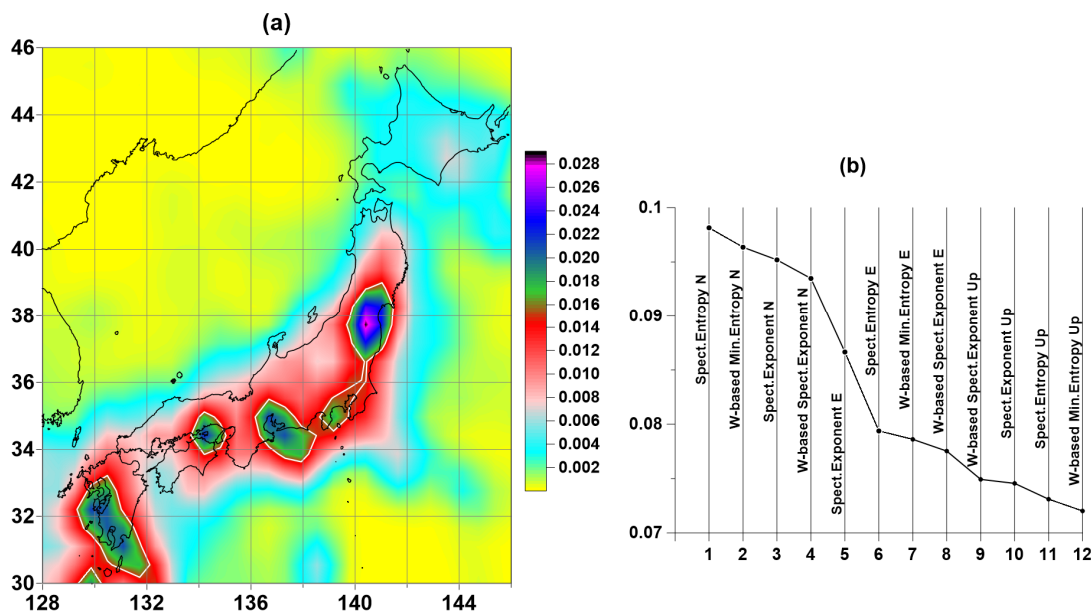 (a)
46
44
42
40
38
36
34
32
30
128
132
136
140
144
0.028
0.026
0.024
0.022
0.020
0.018
0.016
0.014
0.012
0.010
0.008
0.006
0.004
0.002
(b)
0.1
0.09
0.08
0.07
Spect.Entropy N
W-based Min.Entropy N
Spect.Exponent N
W-based Spect.Exponent N
Spect.Exponent E
Spect.Entropy E
W-based Min.Entropy E
W-based Spect.Exponent E
W-based Spect.Exponent Up
Spect.Exponent Up
Spect.Entropy Up
W-based Min.Entropy Up
1 2 3 4 5 6 7 8 9 10 11 12